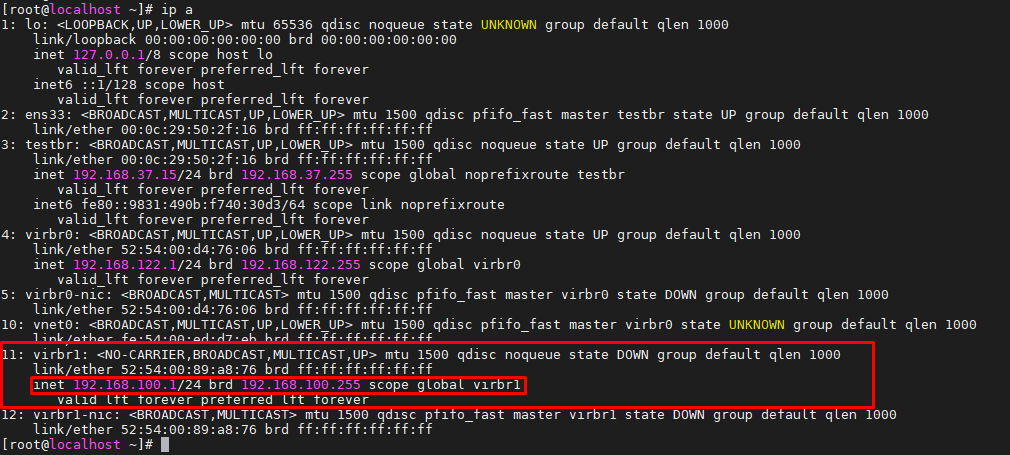 [root@localhost ~]# ip a
1: lo: <LOOPBACK,UP,LOWER_UP> mtu 65536 qdisc noqueue state UNKNOWN group default qlen 1000
    link/loopback 00:00:00:00:00:00 brd 00:00:00:00:00:00
    inet 127.0.0.1/8 scope host lo
       valid_lft forever preferred_lft forever
    inet6 ::1/128 scope host
       valid_lft forever preferred_lft forever
2: ens33: <BROADCAST,MULTICAST,UP,LOWER_UP> mtu 1500 qdisc pfifo_fast master testbr state UP group default qlen 1000
    link/ether 00:0c:29:50:2f:16 brd ff:ff:ff:ff:ff:ff
3: testbr: <BROADCAST,MULTICAST,UP,LOWER_UP> mtu 1500 qdisc noqueue state UP group default qlen 1000
    link/ether 00:0c:29:50:2f:16 brd ff:ff:ff:ff:ff:ff
    inet 192.168.37.15/24 brd 192.168.37.255 scope global noprefixroute testbr
       valid_lft forever preferred_lft forever
    inet6 fe80::9831:490b:f740:30d3/64 scope link noprefixroute
       valid_lft forever preferred_lft forever
4: virbr0: <BROADCAST,MULTICAST,UP,LOWER_UP> mtu 1500 qdisc noqueue state UP group default qlen 1000
    link/ether 52:54:00:d4:76:06 brd ff:ff:ff:ff:ff:ff
    inet 192.168.122.1/24 brd 192.168.122.255 scope global virbr0
       valid_lft forever preferred_lft forever
5: virbr0-nic: <BROADCAST,MULTICAST> mtu 1500 qdisc pfifo_fast master virbr0 state DOWN group default qlen 1000
    link/ether 52:54:00:d4:76:06 brd ff:ff:ff:ff:ff:ff
10: vnet0: <BROADCAST,MULTICAST,UP,LOWER_UP> mtu 1500 qdisc pfifo_fast master virbr0 state UNKNOWN group default qlen 1000
    link/ether fe:54:00:ed:d7:eb brd ff:ff:ff:ff:ff:ff
11: virbr1: <NO-CARRIER,BROADCAST,MULTICAST,UP> mtu 1500 qdisc noqueue state DOWN group default qlen 1000
    link/ether 52:54:00:89:a8:76 brd ff:ff:ff:ff:ff:ff
    inet 192.168.100.1/24 brd 192.168.100.255 scope global virbr1
       valid_lft forever preferred_lft forever
12: virbr1-nic: <BROADCAST,MULTICAST> mtu 1500 qdisc pfifo_fast master virbr1 state DOWN group default qlen 1000
    link/ether 52:54:00:89:a8:76 brd ff:ff:ff:ff:ff:ff
[root@localhost ~]#